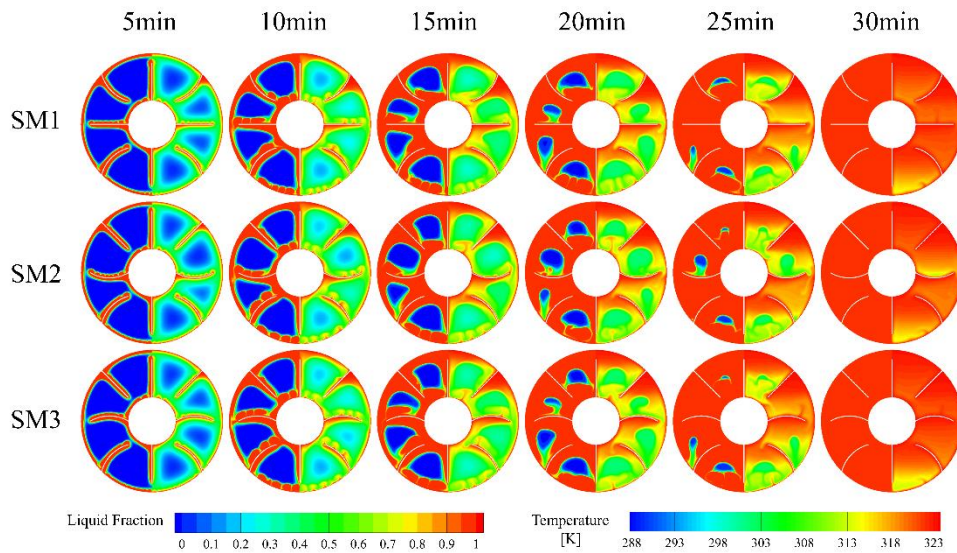 5min 10min 15min 20min 25min 30min
SM1
SM2
SM3
Liquid Fraction 0 0.1 0.2 0.3 0.4 0.5 0.6 0.7 0.8 0.9 1
Temperature
[K] 288 293 298 303 308 313 318 323